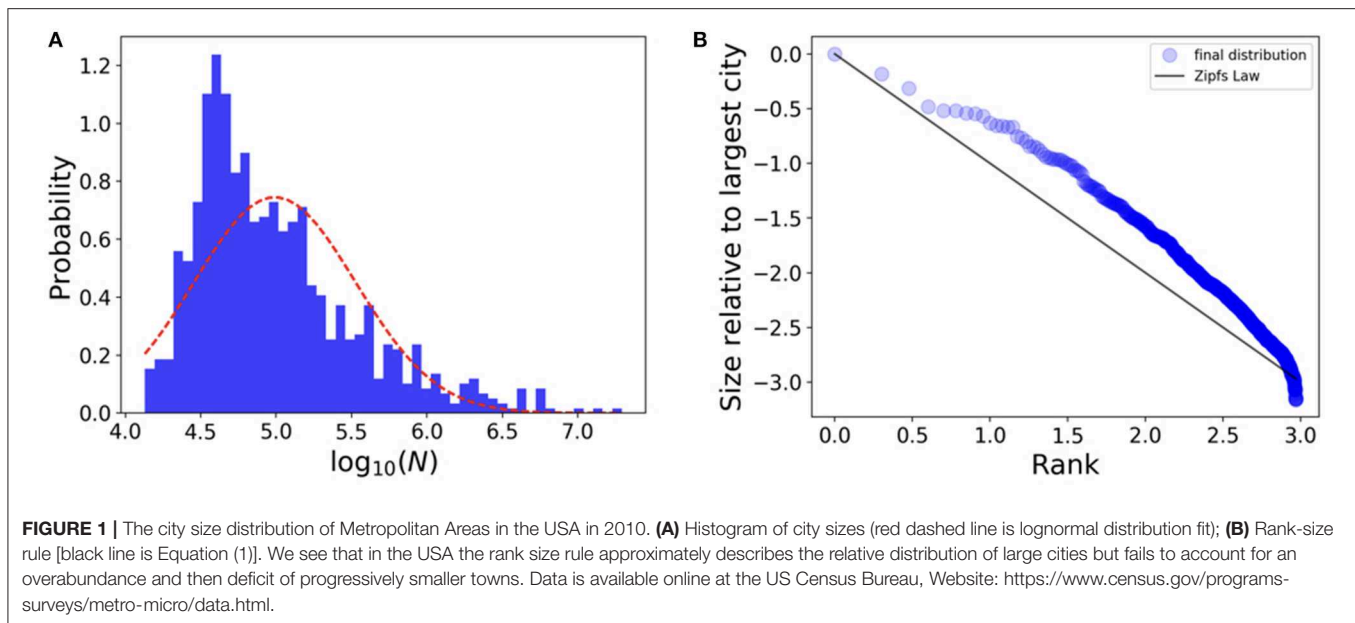 A
Probability
1.2
1.0
0.8
0.6
0.4
0.2
0.0
4.0 4.5 5.0 5.5 6.0 6.5 7.0
log10(N)
B
Size relative to largest city
0.0
−0.5
−1.0
−1.5
−2.0
−2.5
−3.0
final distribution
Zipfs Law
0.0 0.5 1.0 1.5 2.0 2.5 3.0
Rank
FIGURE 1 | The city size distribution of Metropolitan Areas in the USA in 2010. (A) Histogram of city sizes (red dashed line is lognormal distribution fit); (B) Rank-size
rule [black line is Equation (1)]. We see that in the USA the rank size rule approximately describes the relative distribution of large cities but fails to account for an
overabundance and then deficit of progressively smaller towns. Data is available online at the US Census Bureau, Website: https://www.census.gov/programs-
surveys/metro-micro/data.html.